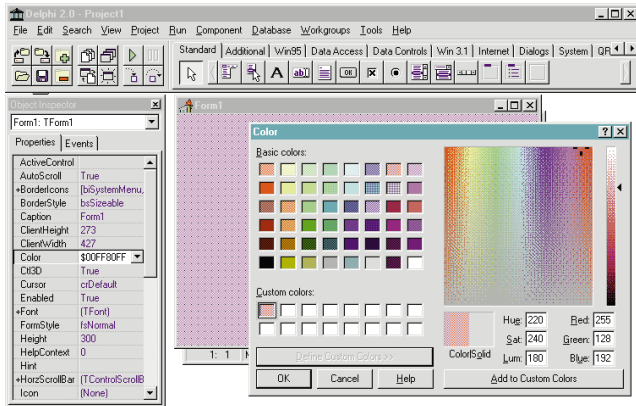 Delphi 2.0 - Project1
File Edit Search View Project Run Component Database Workgroups Tools Help
Standard Additional Win95 Data Access Data Controls Win 3.1 Internet Dialogs System QR
A ab OK
Object Inspector
Form1: TForm1
Properties Events
ActiveControl
AutoScroll True
+BorderIcons [biSystemMenu,
BorderStyle bsSizeable
Caption Form1
ClientHeight 273
ClientWidth 427
Color $00FF80FF
Ctl3D True
Cursor crDefault
Enabled True
+Font (TFont)
FormStyle fsNormal
Height 300
HelpContext 0
Hint
+HorzScrollBar (TControlScrollB
Icon (None)
Form1
1: 1
Color
Basic colors:
Custom colors:
Define Custom Colors >>
OK Cancel Help
Color|Solid
Hue: 220 Red: 255
Sat: 240 Green: 128
Lum: 180 Blue: 192
Add to Custom Colors